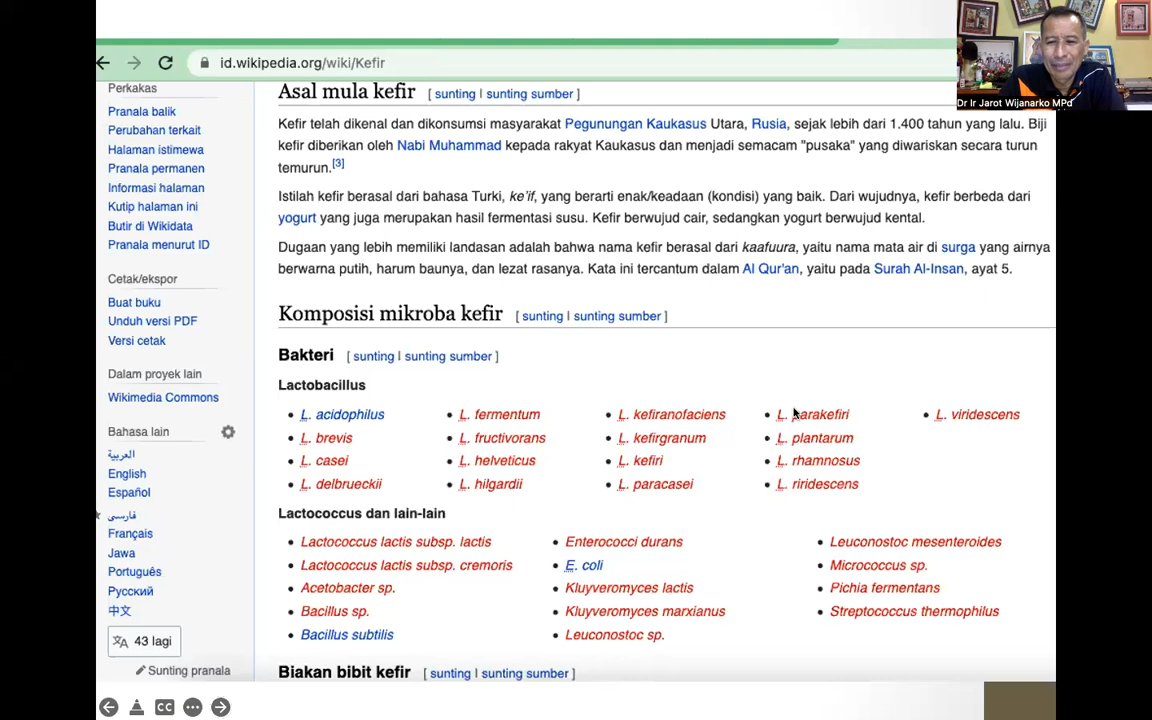 id.wikipedia.org/wiki/Kefir
Dr Ir Jarot Wijanarko MPd
Perkakas
Pranala balik
Perubahan terkait
Halaman istimewa
Pranala permanen
Informasi halaman
Kutip halaman ini
Butir di Wikidata
Pranala menurut ID
Cetak/ekspor
Buat buku
Unduh versi PDF
Versi cetak
Dalam proyek lain
Wikimedia Commons
Bahasa lain
العربية
English
Español
فارسی
Français
Jawa
Português
Русский
中文
43 lagi
Sunting pranala
Asal mula kefir [ sunting | sunting sumber ]
Kefir telah dikenal dan dikonsumsi masyarakat Pegunungan Kaukasus Utara, Rusia, sejak lebih dari 1.400 tahun yang lalu. Biji
kefir diberikan oleh Nabi Muhammad kepada rakyat Kaukasus dan menjadi semacam "pusaka" yang diwariskan secara turun
temurun.[3]
Istilah kefir berasal dari bahasa Turki, ke'if, yang berarti enak/keadaan (kondisi) yang baik. Dari wujudnya, kefir berbeda dari
yogurt yang juga merupakan hasil fermentasi susu. Kefir berwujud cair, sedangkan yogurt berwujud kental.
Dugaan yang lebih memiliki landasan adalah bahwa nama kefir berasal dari kaafuura, yaitu nama mata air di surga yang airnya
berwarna putih, harum baunya, dan lezat rasanya. Kata ini tercantum dalam Al Qur'an, yaitu pada Surah Al-Insan, ayat 5.
Komposisi mikroba kefir [ sunting | sunting sumber ]
Bakteri [ sunting | sunting sumber ]
Lactobacillus
L. acidophilus L. fermentum L. kefiranofaciens L. parakefiri L. viridescens
L. brevis L. fructivorans L. kefirgranum L. plantarum
L. casei L. helveticus L. kefiri L. rhamnosus
L. delbrueckii L. hilgardii L. paracasei L. riridescens
Lactococcus dan lain-lain
Lactococcus lactis subsp. lactis Enterococci durans Leuconostoc mesenteroides
Lactococcus lactis subsp. cremoris E. coli Micrococcus sp.
Acetobacter sp. Kluyveromyces lactis Pichia fermentans
Bacillus sp. Kluyveromyces marxianus Streptococcus thermophilus
Bacillus subtilis Leuconostoc sp.
Biakan bibit kefir [ sunting | sunting sumber ]
CC